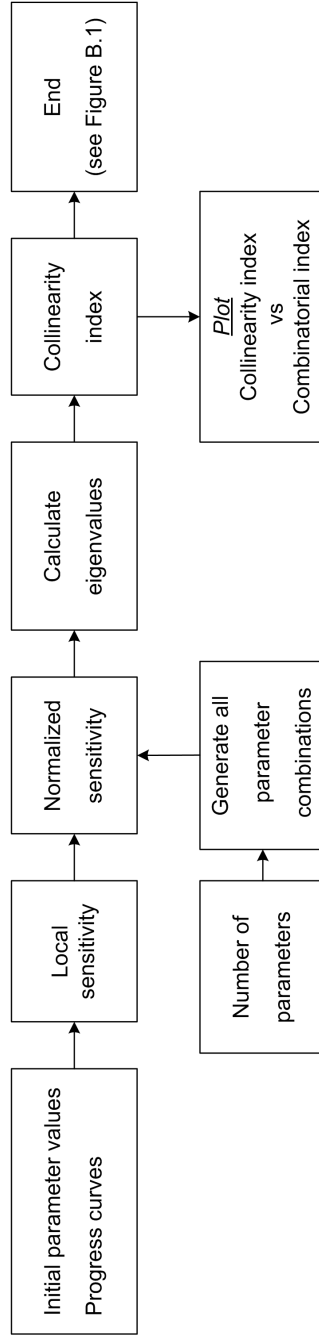 Initial parameter values
Progress curves
Local
sensitivity
Normalized
sensitivity
Calculate
eigenvalues
Collinearity
index
End
(see Figure B.1)
Number of
parameters
Generate all
parameter
combinations
Plot
Collinearity index
vs
Combinatorial index